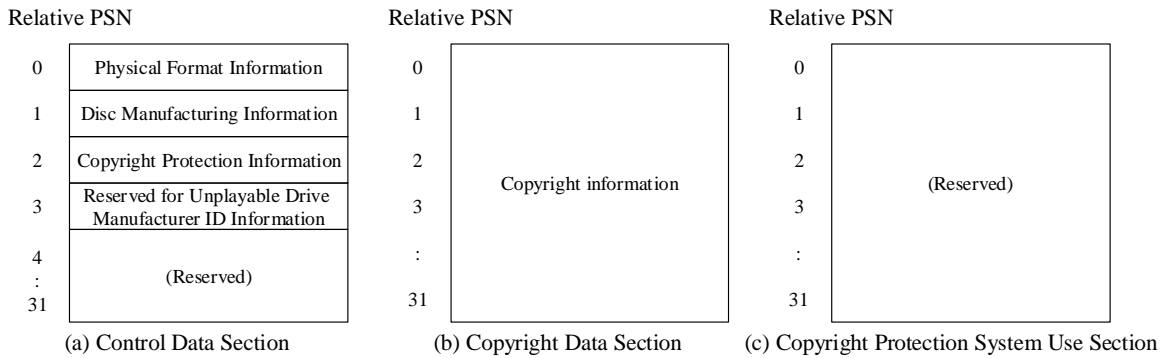 Relative PSN
0
Physical Format Information
1
Disc Manufacturing Information
2
Copyright Protection Information
3
Reserved for Unplayable Drive
Manufacturer ID Information
4
:
31
(Reserved)
(a) Control Data Section
Relative PSN
0
1
2
3
:
31
Copyright information
(b) Copyright Data Section
Relative PSN
0
1
2
3
:
31
(Reserved)
(c) Copyright Protection System Use Section